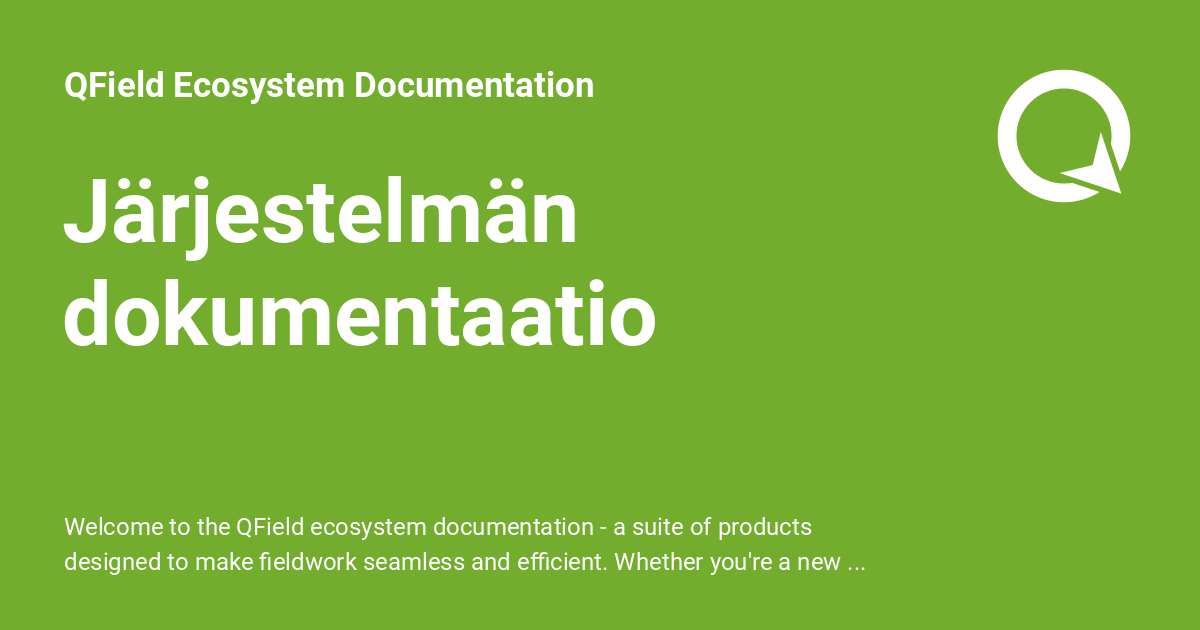 QField Ecosystem Documentation
Järjestelmän
dokumentaatio
Welcome to the QField ecosystem documentation - a suite of products
designed to make fieldwork seamless and efficient. Whether you're a new ...